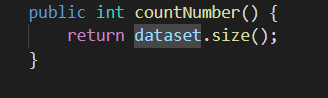 public int countNumber() {
    return dataset.size();
}